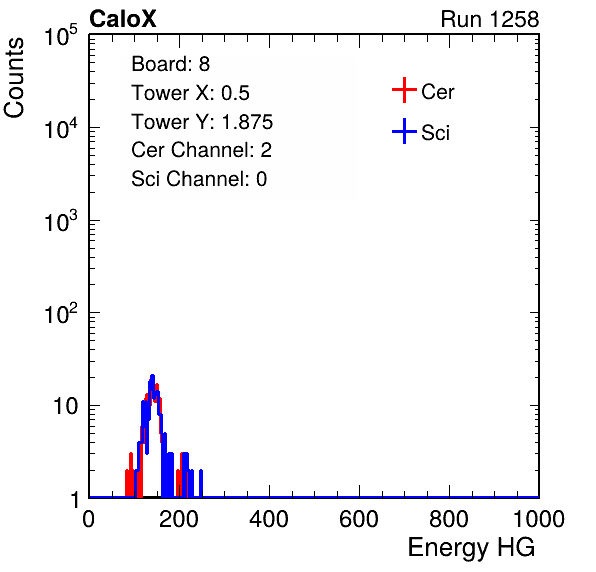 CaloX Run 1258
Counts
10^5
10^4
10^3
10^2
10
1
Board: 8
Tower X: 0.5
Tower Y: 1.875
Cer Channel: 2
Sci Channel: 0
Cer
Sci
0 200 400 600 800 1000
Energy HG